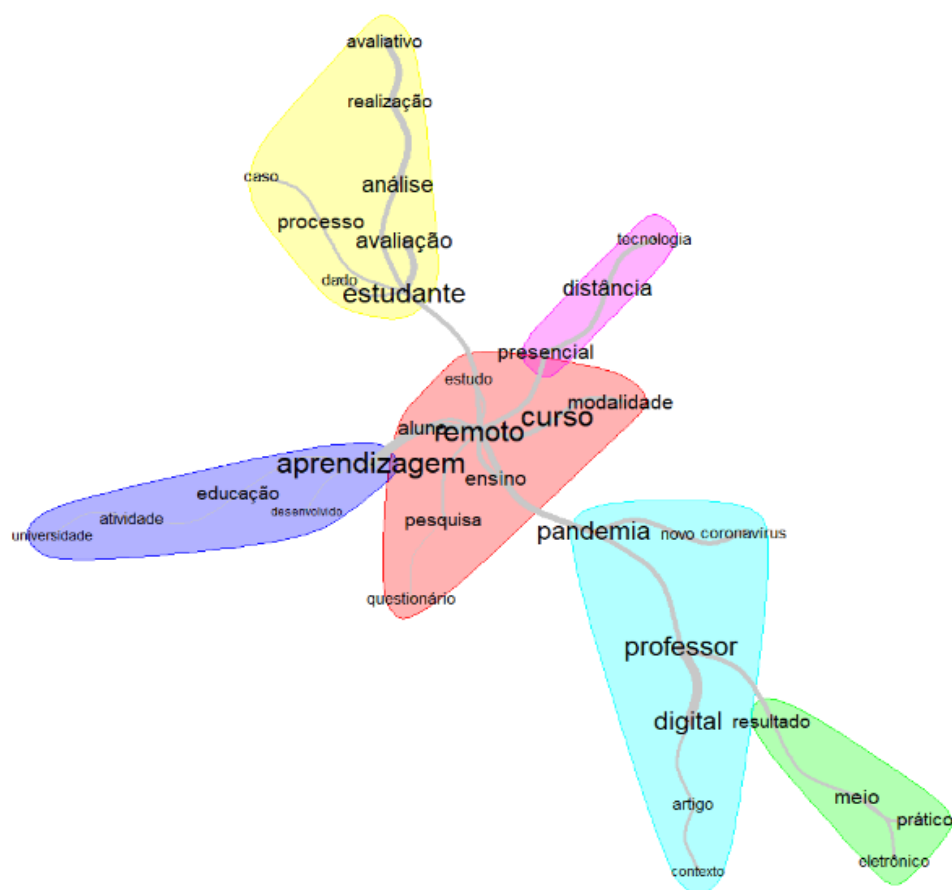 avaliativo
realização
caso
análise
processo
avaliação
tecnologia
dado
estudante
distância
presencial
estudo
modalidade
aluno
remoto
curso
aprendizagem
ensino
educação
desenvolvido
atividade
pesquisa
universidade
pandemia
novo
coronavírus
questionário
professor
digital
resultado
meio
artigo
prático
eletrônico
contexto